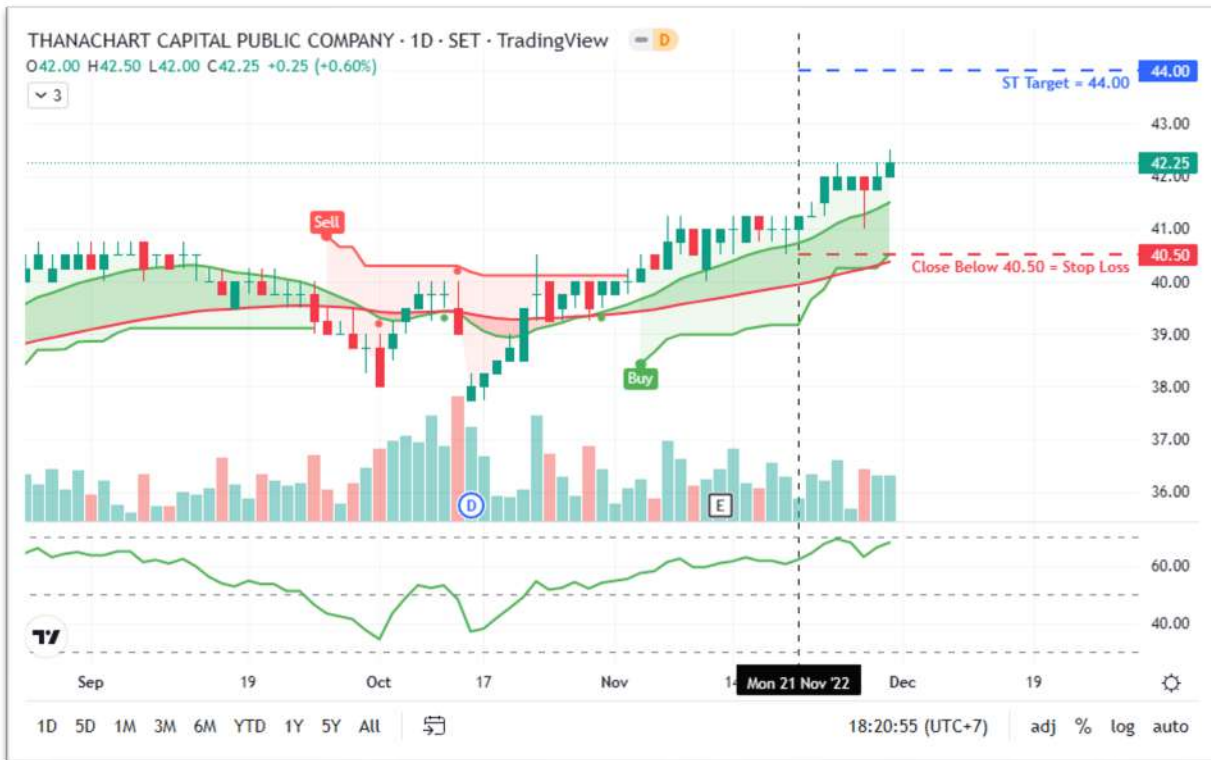 THANACHART CAPITAL PUBLIC COMPANY · 1D · SET · TradingView D
O42.00 H42.50 L42.00 C42.25 +0.25 (+0.60%)
3
44.00
ST Target = 44.00
43.00
42.25
42.00
Sell
41.00
40.50
Close Below 40.50 = Stop Loss
40.00
39.00
Buy
38.00
37.00
D
E
36.00
60.00
40.00
Sep 19 Oct 17 Nov 14 Mon 21 Nov '22 Dec 19
1D 5D 1M 3M 6M YTD 1Y 5Y All 18:20:55 (UTC+7) adj % log auto